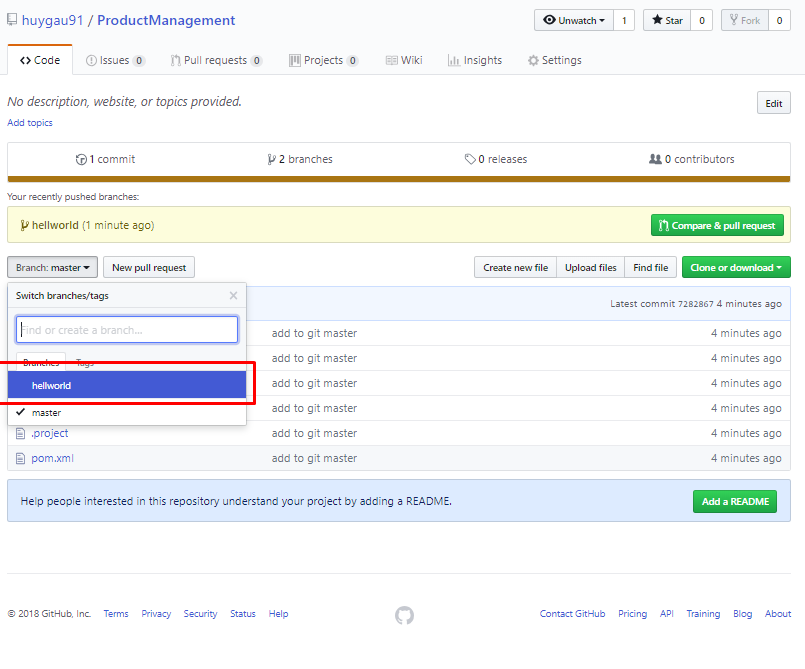 huygau91 / ProductManagement
Unwatch 1 Star 0 Fork 0
Code Issues 0 Pull requests 0 Projects 0 Wiki Insights Settings
No description, website, or topics provided.
Edit
Add topics
1 commit 2 branches 0 releases 0 contributors
Your recently pushed branches:
hellworld (1 minute ago) Compare & pull request
Branch: master New pull request Create new file Upload files Find file Clone or download
Switch branches/tags
Latest commit 7282867 4 minutes ago
Find or create a branch...
add to git master 4 minutes ago
add to git master 4 minutes ago
Branches Tags
hellworld
add to git master 4 minutes ago
master
add to git master 4 minutes ago
.project add to git master 4 minutes ago
pom.xml add to git master 4 minutes ago
Help people interested in this repository understand your project by adding a README. Add a README
© 2018 GitHub, Inc. Terms Privacy Security Status Help Contact GitHub Pricing API Training Blog About